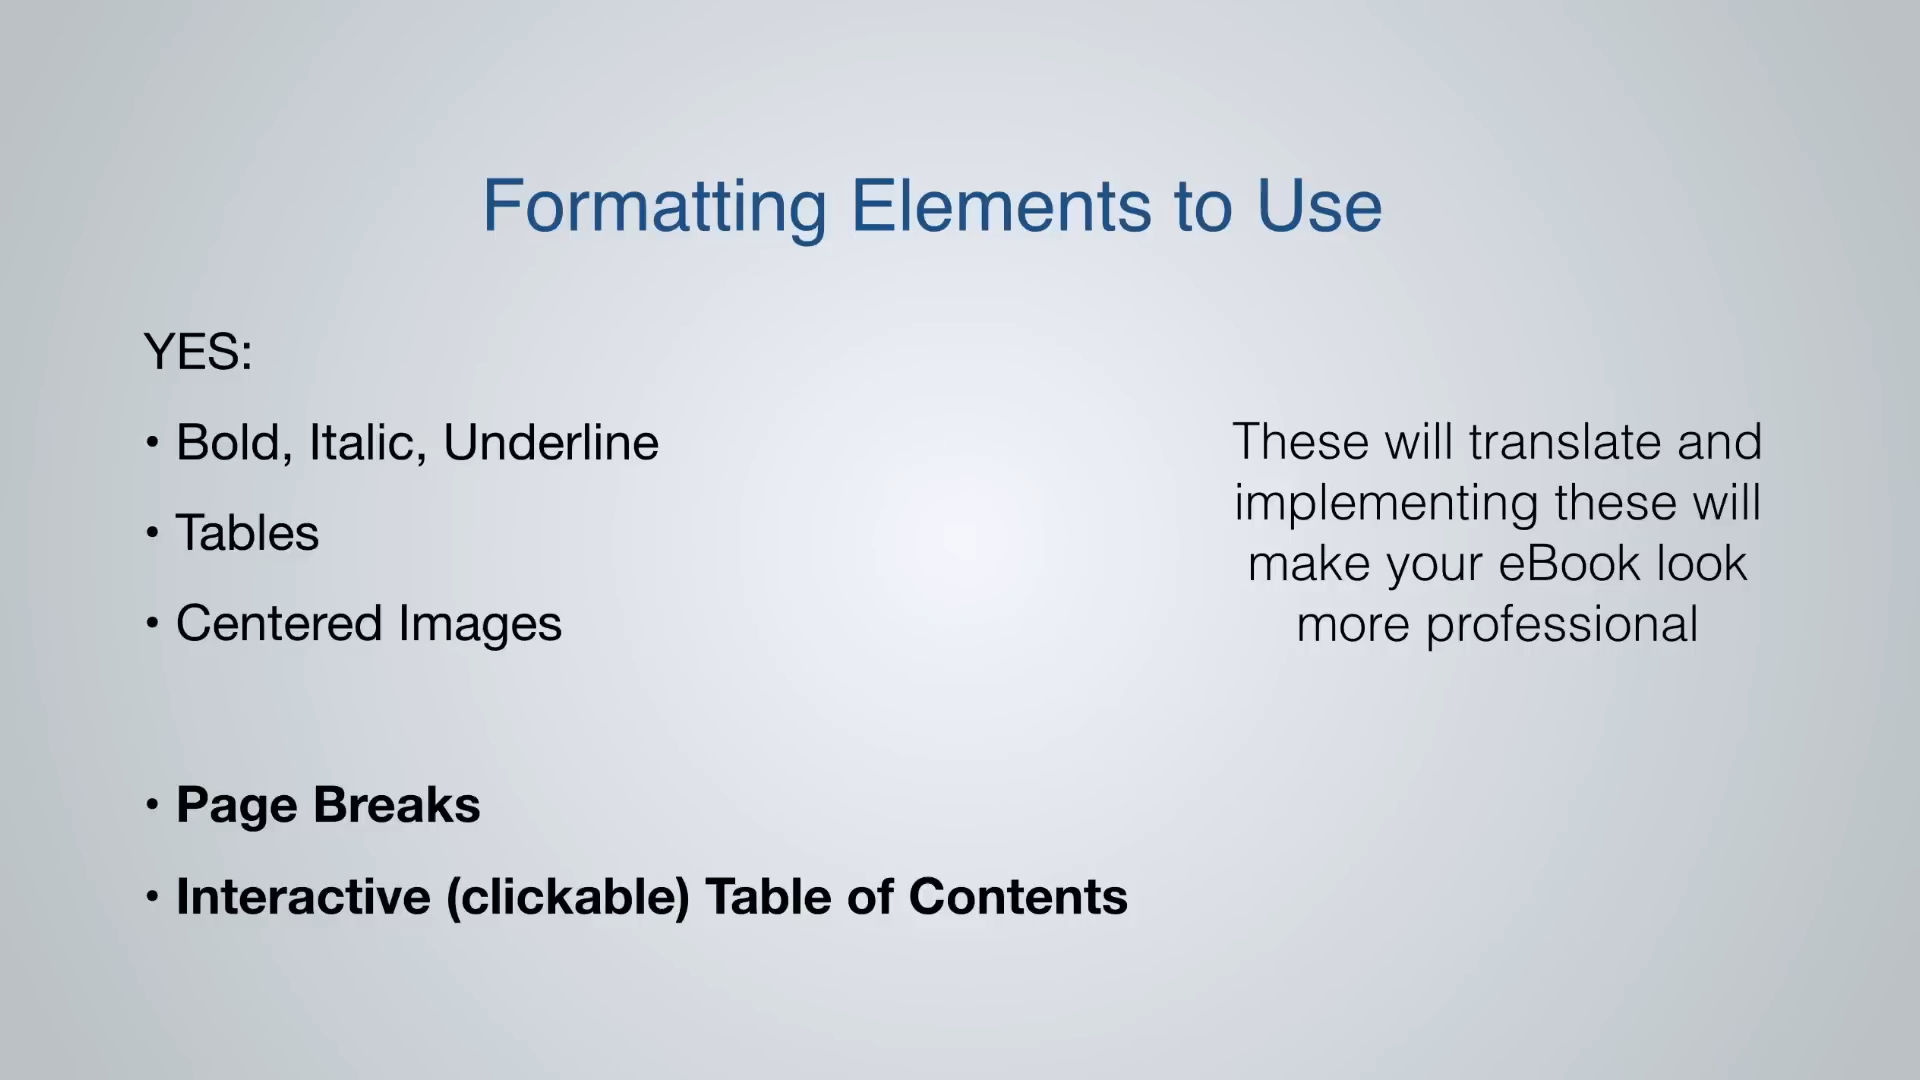 Formatting Elements to Use
YES:
• Bold, Italic, Underline
• Tables
• Centered Images
These will translate and
implementing these will
make your eBook look
more professional
• Page Breaks
• Interactive (clickable) Table of Contents